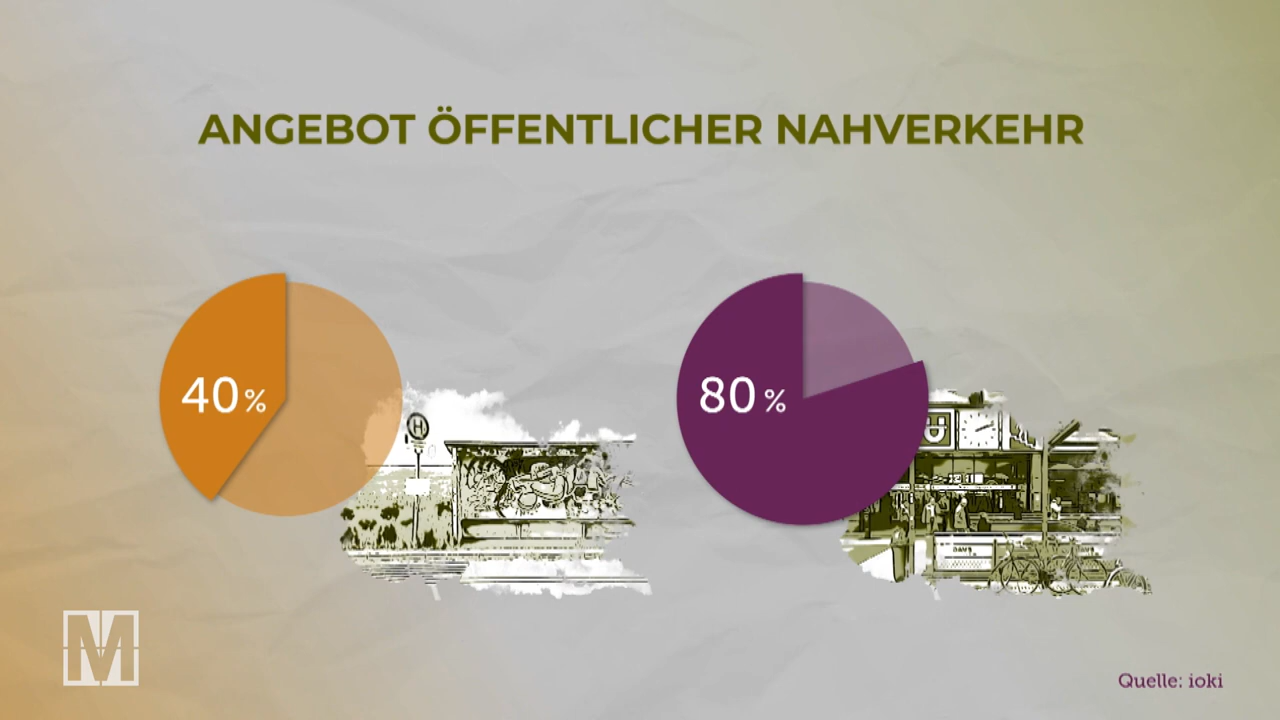 ANGEBOT ÖFFENTLICHER NAHVERKEHR
40 %
80 %
H
U
M
Quelle: ioki